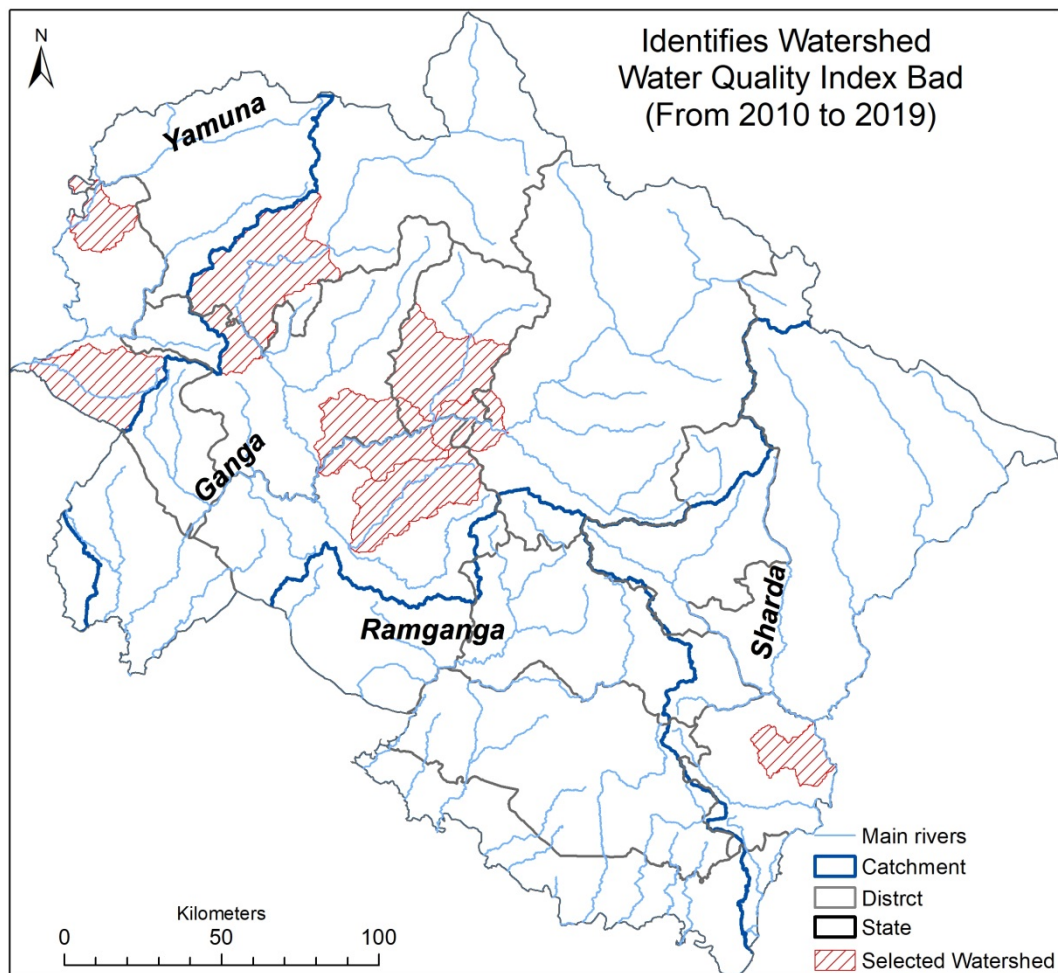 N
Identifies Watershed
Water Quality Index Bad
(From 2010 to 2019)
Yamuna
Ganga
Ramganga
Sharda
Main rivers
Catchment
Distrct
State
Selected Watershed
Kilometers
0 50 100